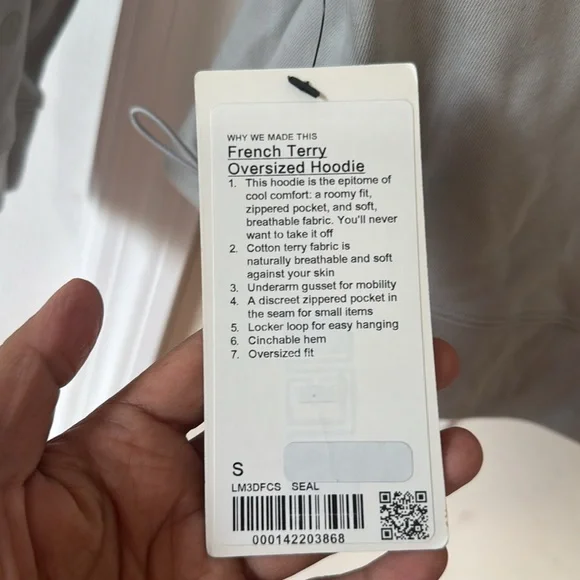 WHY WE MADE THIS
French Terry
Oversized Hoodie
1. This hoodie is the epitome of
cool comfort: a roomy fit,
zippered pocket, and soft,
breathable fabric. You'll never
want to take it off
2. Cotton terry fabric is
naturally breathable and soft
against your skin
3. Underarm gusset for mobility
4. A discreet zippered pocket in
the seam for small items
5. Locker loop for easy hanging
6. Cinchable hem
7. Oversized fit
S
LM3DFCS SEAL
000142203868